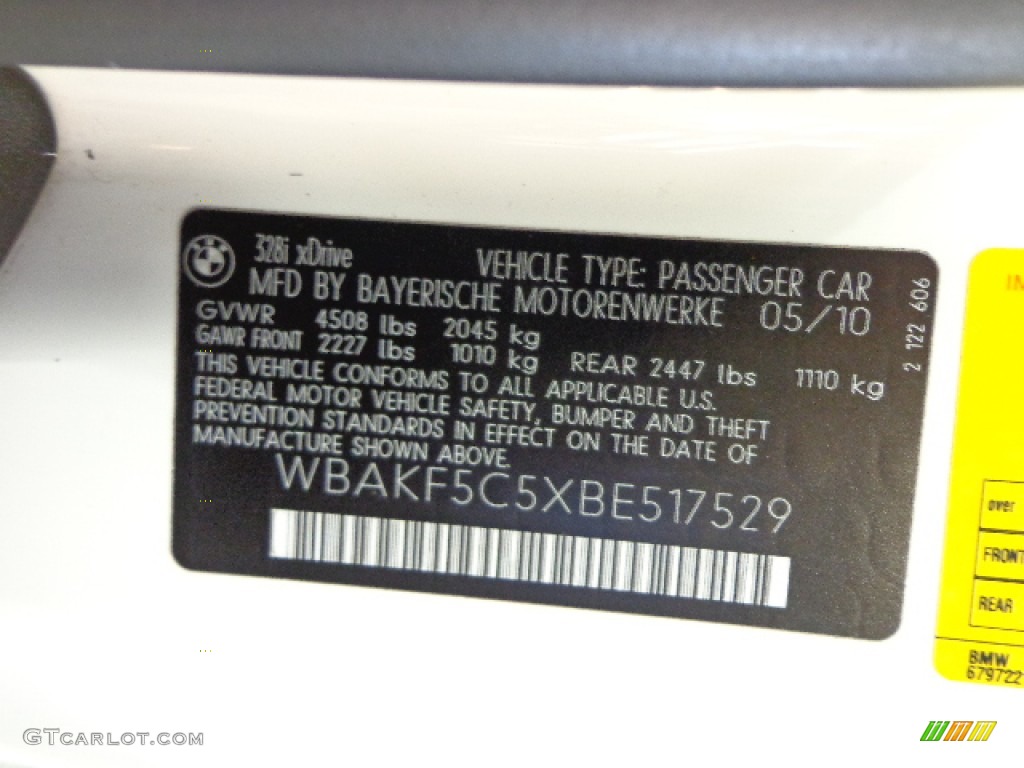 328i xDrive
VEHICLE TYPE: PASSENGER CAR
MFD BY BAYERISCHE MOTORENWERKE 05/10
GVWR 4508 lbs 2045 kg
GAWR FRONT 2227 lbs 1010 kg REAR 2447 lbs 1110 kg
THIS VEHICLE CONFORMS TO ALL APPLICABLE U.S.
FEDERAL MOTOR VEHICLE SAFETY, BUMPER AND THEFT
PREVENTION STANDARDS IN EFFECT ON THE DATE OF
MANUFACTURE SHOWN ABOVE.
WBAKF5C5XBE517529
2 122 606
over
FRONT
REAR
BMW
679722
GTCARLOT.COM